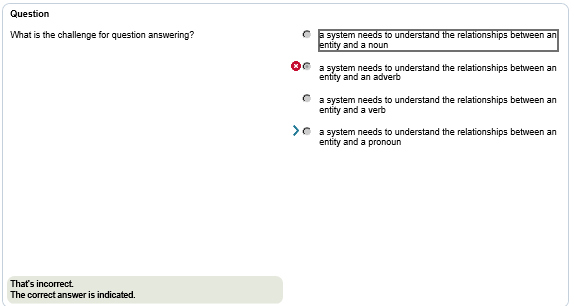 Question
What is the challenge for question answering?
a system needs to understand the relationships between an
entity and a noun
a system needs to understand the relationships between an
entity and an adverb
a system needs to understand the relationships between an
entity and a verb
a system needs to understand the relationships between an
entity and a pronoun
That's incorrect.
The correct answer is indicated.